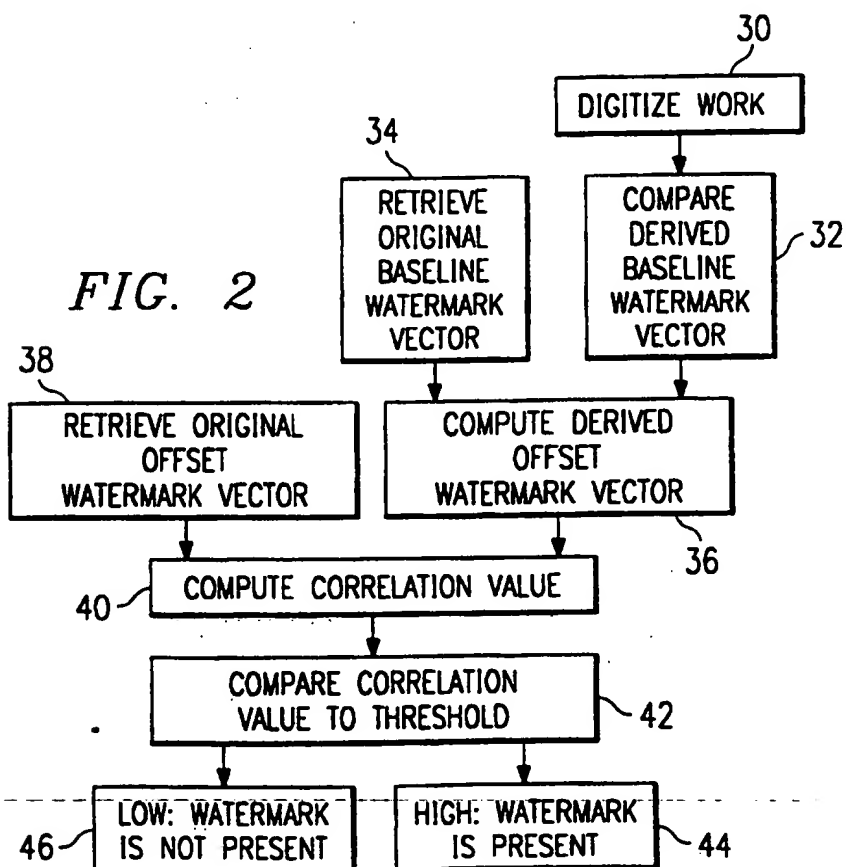 30
DIGITIZE WORK
34
RETRIEVE
ORIGINAL
BASELINE
WATERMARK
VECTOR
COMPARE
DERIVED
BASELINE
WATERMARK
VECTOR
32
FIG. 2
38
RETRIEVE ORIGINAL
OFFSET
WATERMARK VECTOR
COMPUTE DERIVED
OFFSET
WATERMARK VECTOR
36
40
COMPUTE CORRELATION VALUE
COMPARE CORRELATION
VALUE TO THRESHOLD
42
46
LOW: WATERMARK
IS NOT PRESENT
HIGH: WATERMARK
IS PRESENT
44